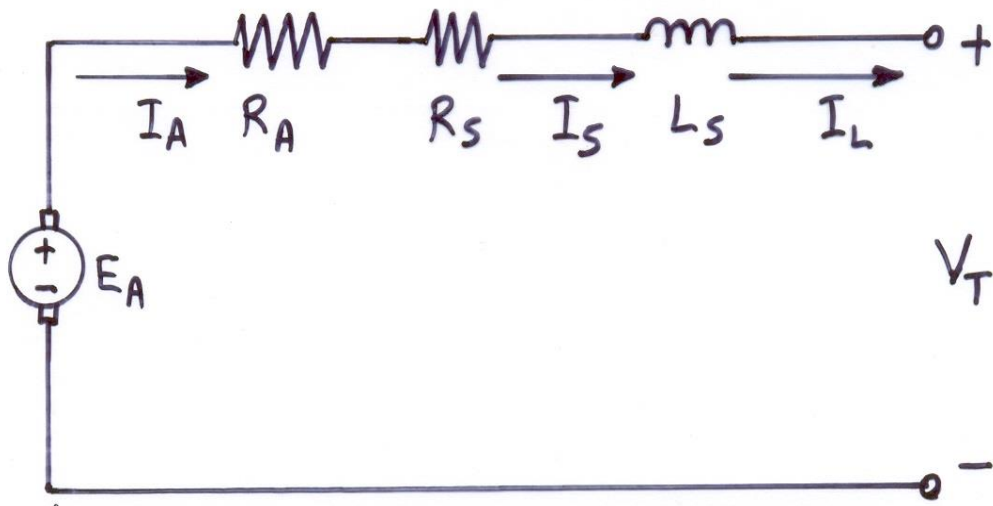 +
I_A R_A R_S I_S L_S I_L
+
-
E_A
V_T
-